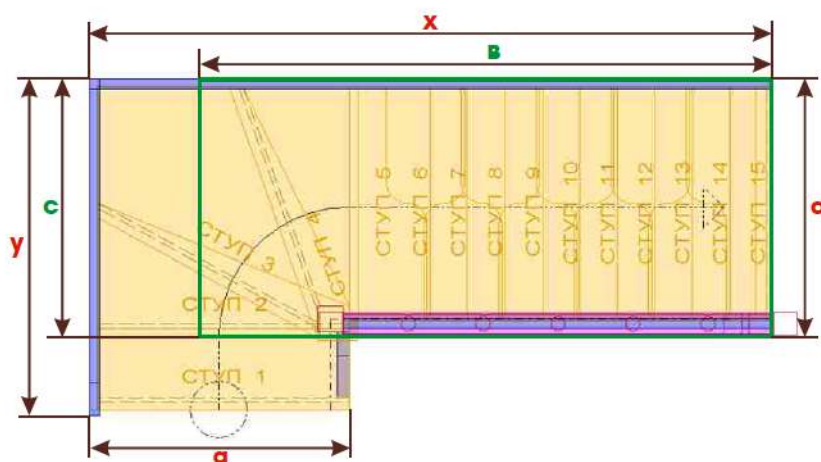 x
B
y
c
СТУП 5
СТУП 6
СТУП 7
СТУП 8
СТУП 9
СТУП 10
СТУП 11
СТУП 12
СТУП 13
СТУП 14
СТУП 15
a
СТУП 4
СТУП 3
СТУП 2
СТУП 1
a